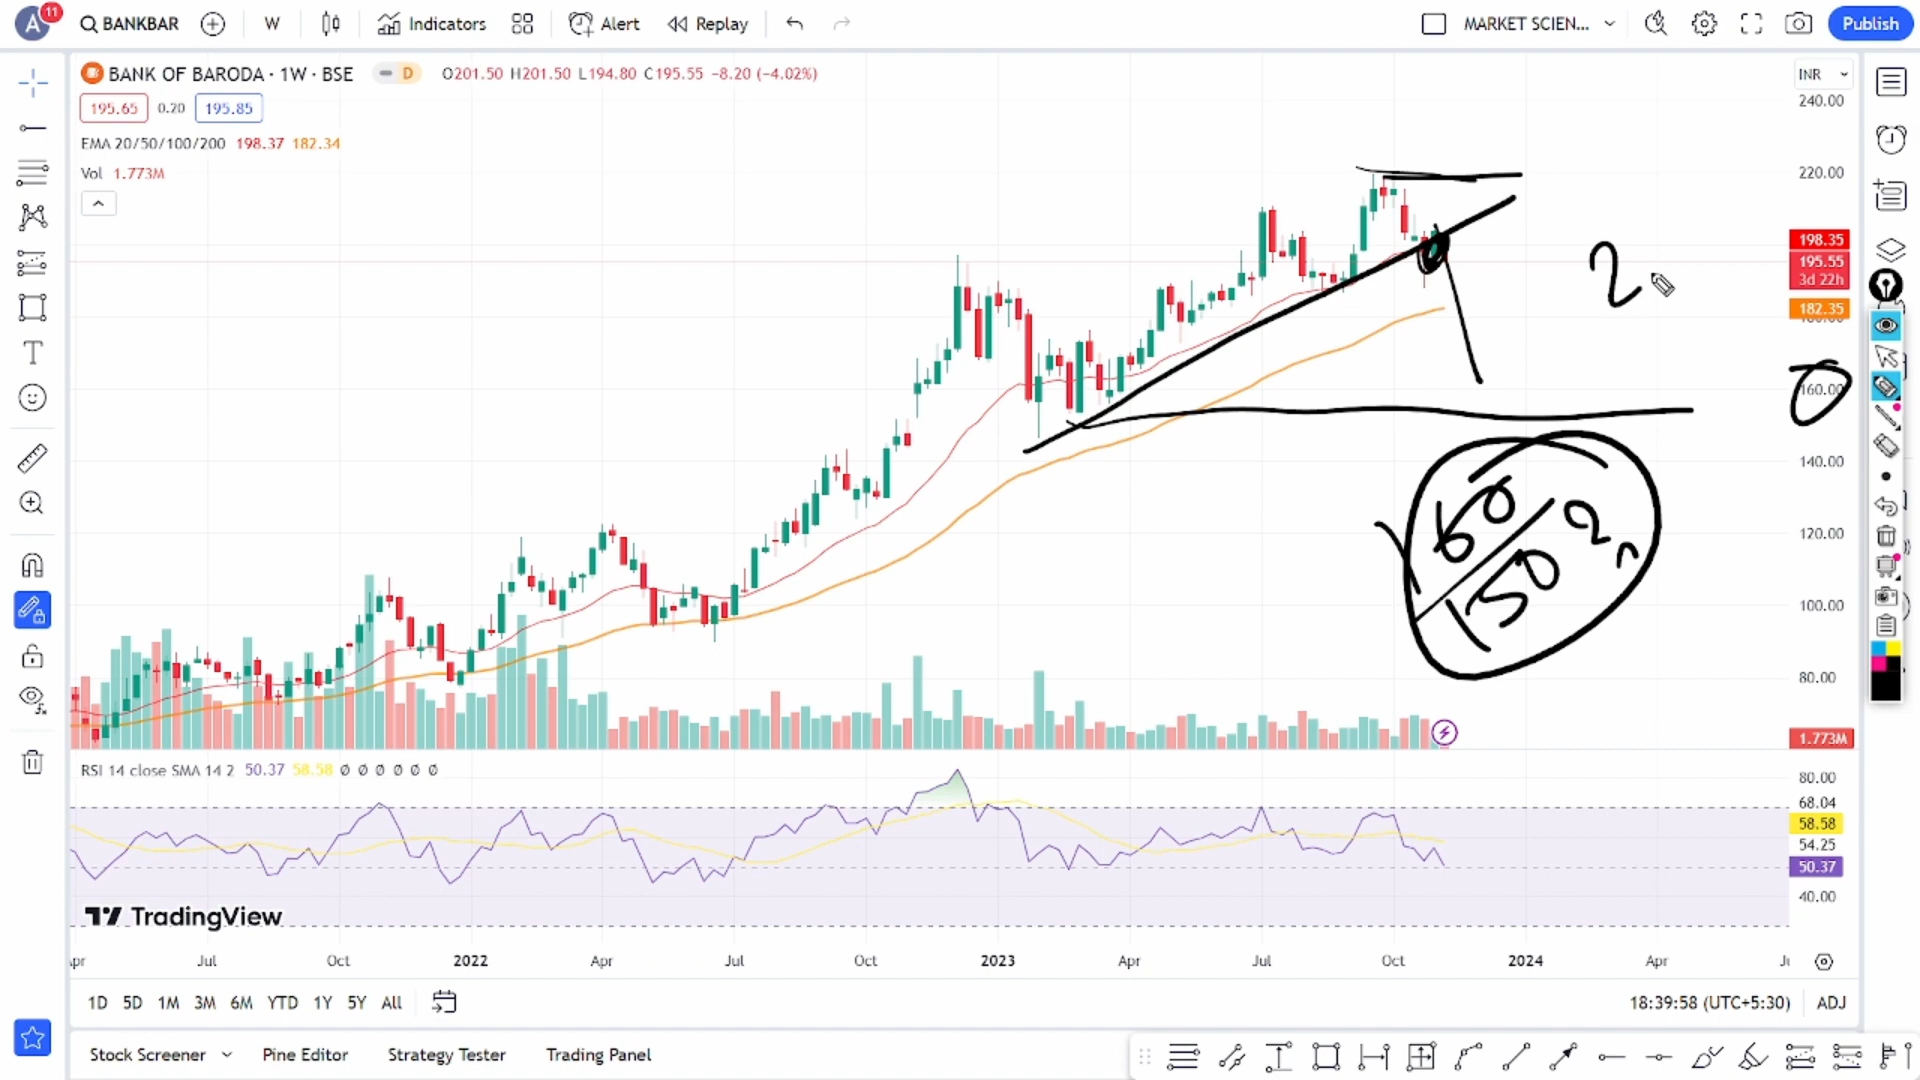 A 11 BANKBAR W Indicators Alert Replay MARKET SCIEN... Publish
BANK OF BARODA · 1W · BSE D O201.50 H201.50 L194.80 C195.55 −8.20 (−4.02%) INR
195.65 0.20 195.85
240.00
EMA 20/50/100/200 198.37 182.34
Vol 1.773M
220.00
198.35
195.55
3d 22h
182.35
180.00
2
160.00
140.00
160
150 ?
120.00
100.00
80.00
1.773M
RSI 14 close SMA 14 2 50.37 58.58 Ø Ø Ø Ø Ø Ø
80.00
68.04
58.58
54.25
50.37
40.00
TradingView
Apr Jul Oct 2022 Apr Jul Oct 2023 Apr Jul Oct 2024 Apr
1D 5D 1M 3M 6M YTD 1Y 5Y All 18:39:58 (UTC+5:30) ADJ
Stock Screener Pine Editor Strategy Tester Trading Panel